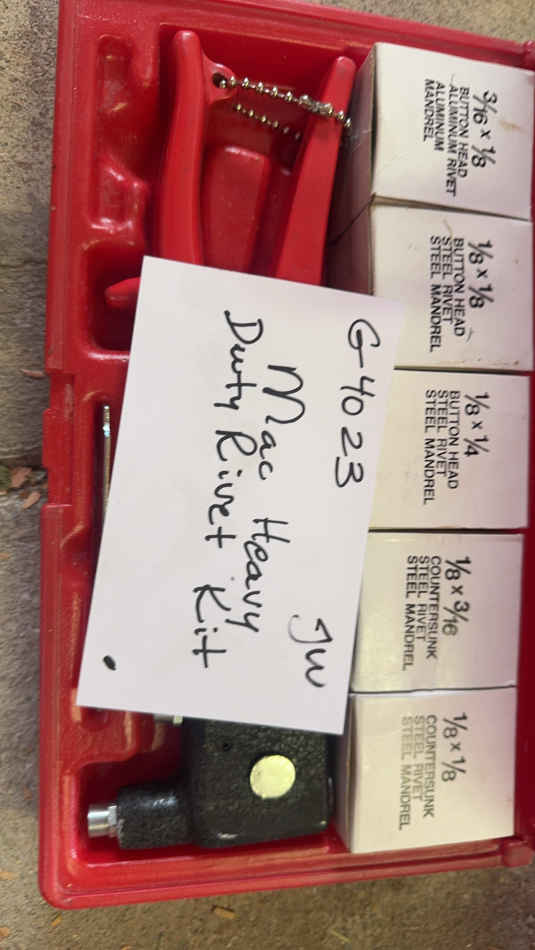 G-4023 JW
Mac Heavy
Duty Rivet Kit
3/16 x 1/8
BUTTON HEAD
ALUMINUM RIVET
ALUMINUM
MANDREL
1/8 x 1/8
BUTTON HEAD
STEEL RIVET
STEEL MANDREL
1/8 x 1/4
BUTTON HEAD
STEEL RIVET
STEEL MANDREL
1/8 x 3/16
COUNTERSUNK
STEEL RIVET
STEEL MANDREL
1/8 x 1/8
COUNTERSUNK
STEEL RIVET
STEEL MANDREL